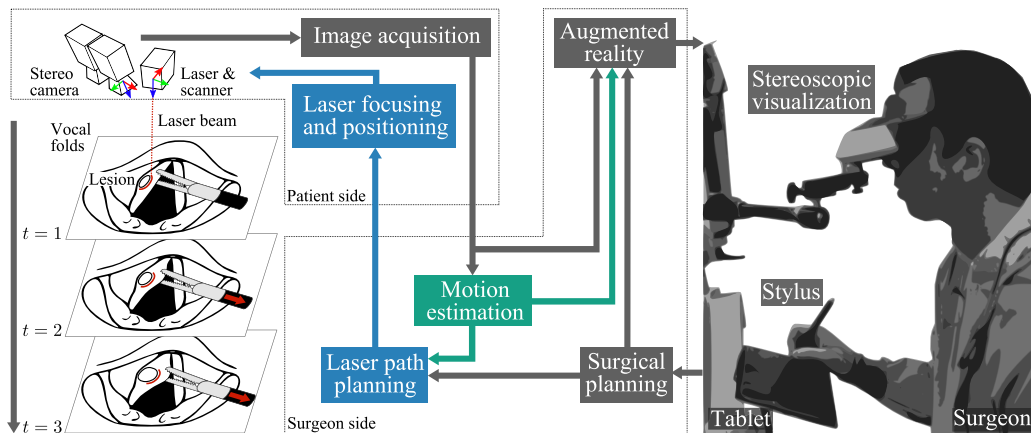 Image acquisition
Augmented
reality
Stereo
camera
Laser &
scanner
Laser focusing
and positioning
Stereoscopic
visualization
Laser beam
Vocal
folds
Lesion
Patient side
t = 1
Motion
estimation
Stylus
t = 2
Laser path
planning
Surgical
planning
Surgeon side
Tablet
Surgeon
t = 3